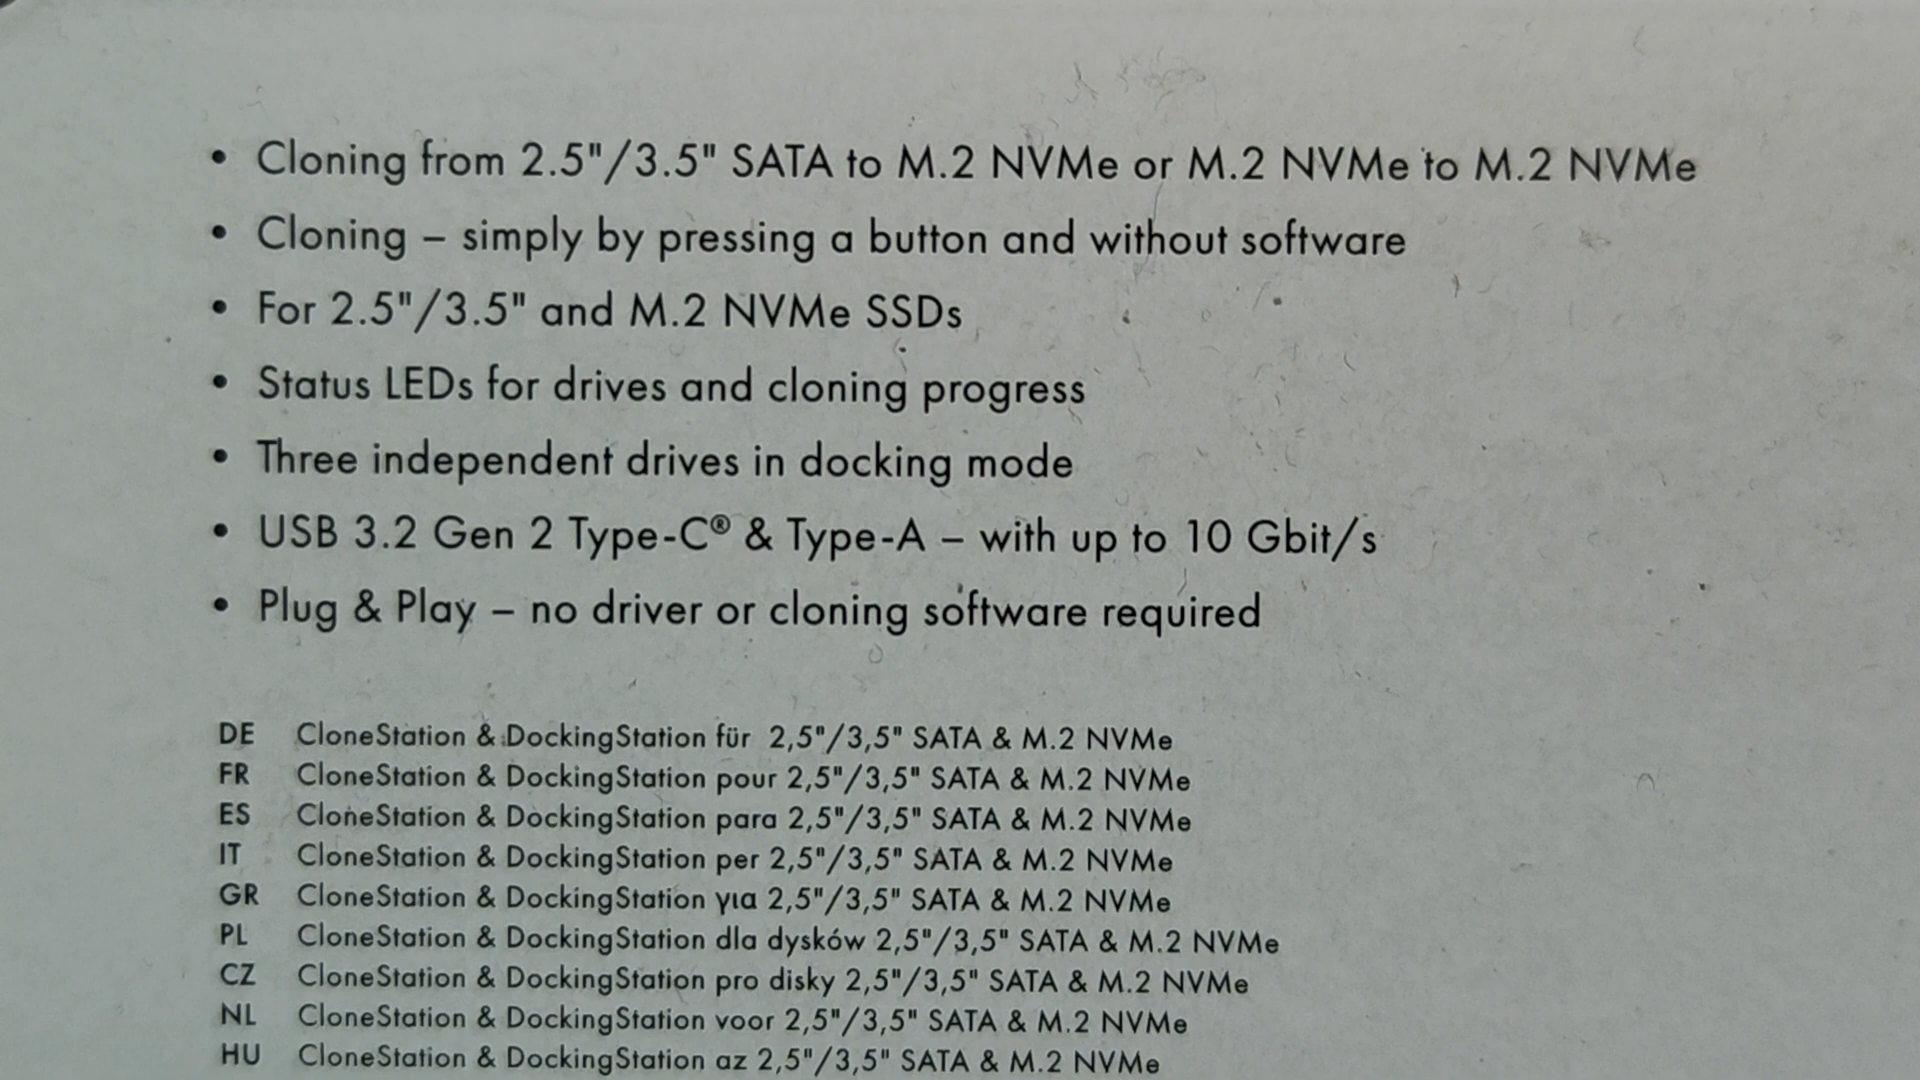 • Cloning from 2.5"/3.5" SATA to M.2 NVMe or M.2 NVMe to M.2 NVMe
• Cloning – simply by pressing a button and without software
• For 2.5"/3.5" and M.2 NVMe SSDs
• Status LEDs for drives and cloning progress
• Three independent drives in docking mode
• USB 3.2 Gen 2 Type-C® & Type-A – with up to 10 Gbit/s
• Plug & Play – no driver or cloning software required
DE CloneStation & DockingStation für 2,5"/3,5" SATA & M.2 NVMe
FR CloneStation & DockingStation pour 2,5"/3,5" SATA & M.2 NVMe
ES CloneStation & DockingStation para 2,5"/3,5" SATA & M.2 NVMe
IT CloneStation & DockingStation per 2,5"/3,5" SATA & M.2 NVMe
GR CloneStation & DockingStation για 2,5"/3,5" SATA & M.2 NVMe
PL CloneStation & DockingStation dla dysków 2,5"/3,5" SATA & M.2 NVMe
CZ CloneStation & DockingStation pro disky 2,5"/3,5" SATA & M.2 NVMe
NL CloneStation & DockingStation voor 2,5"/3,5" SATA & M.2 NVMe
HU CloneStation & DockingStation az 2,5"/3,5" SATA & M.2 NVMe